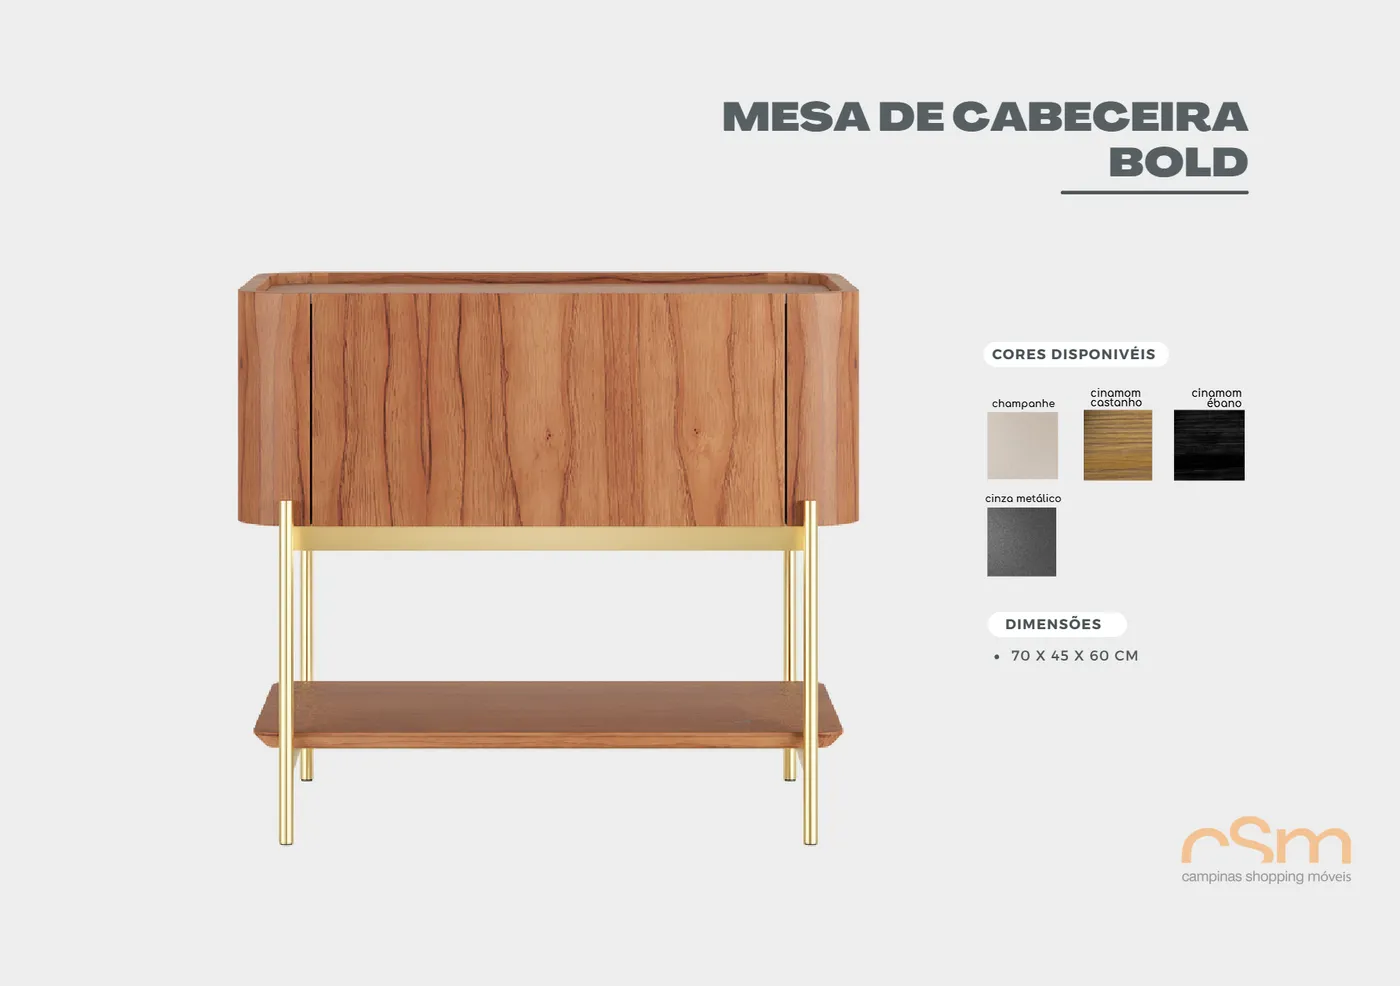 MESA DE CABECEIRA
BOLD
CORES DISPONIVÉIS
champanhe
cinamom
castanho
cinamom
ébano
cinza metálico
DIMENSÕES
• 70 X 45 X 60 CM
csm
campinas shopping móveis